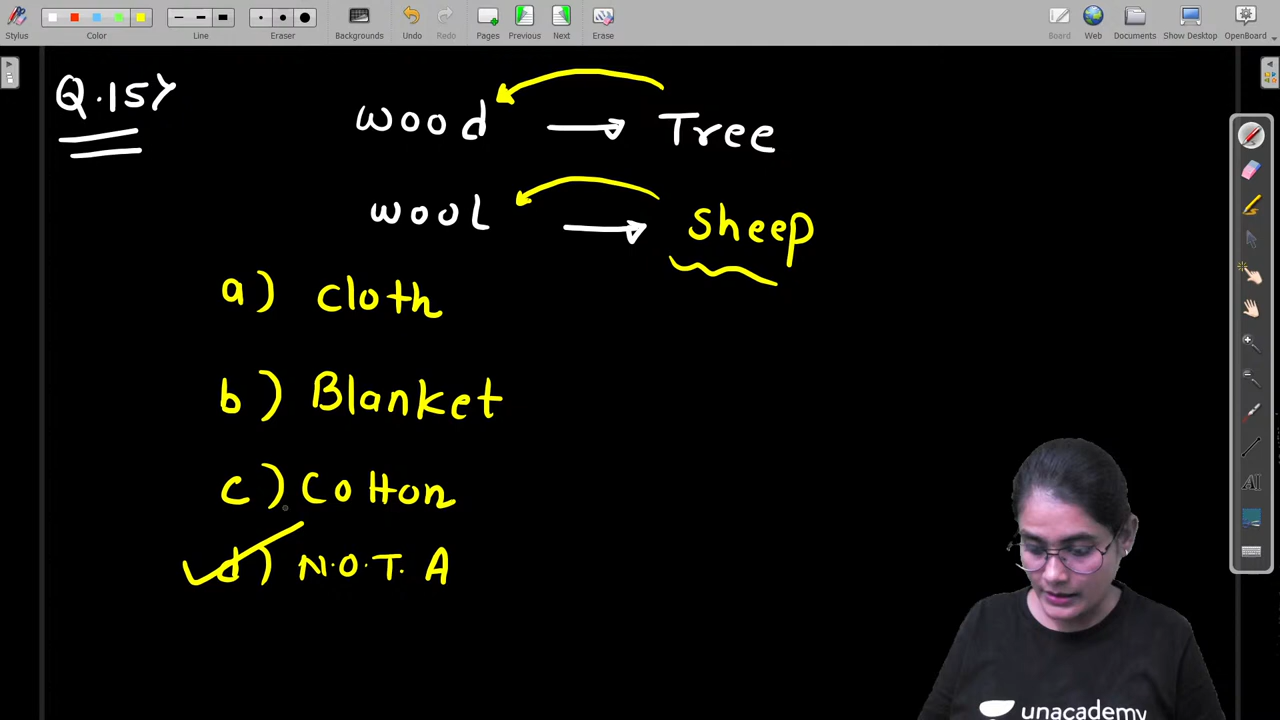 Stylus
Color
Line
Eraser
Backgrounds
Undo
Redo
Pages
Previous
Next
Erase
Board
Web
Documents
Show Desktop
OpenBoard
Q.15Y
wood → Tree
wool → sheep
a) cloth
b) Blanket
c) Cotton
d) N.O.T. A
unacademy